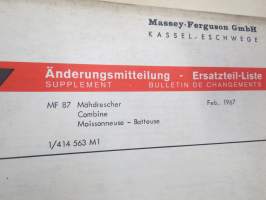 Massey-Ferguson GmbH
KASSEL-ESCHWEGE
Änderungsmitteilung - Ersatzteil-Liste
SUPPLEMENT BULLETIN DE CHANGEMENTS
MF 87 Mähdrescher Feb. 1967
Combine
Moissonneuse - Batteuse
1/414 563 M1